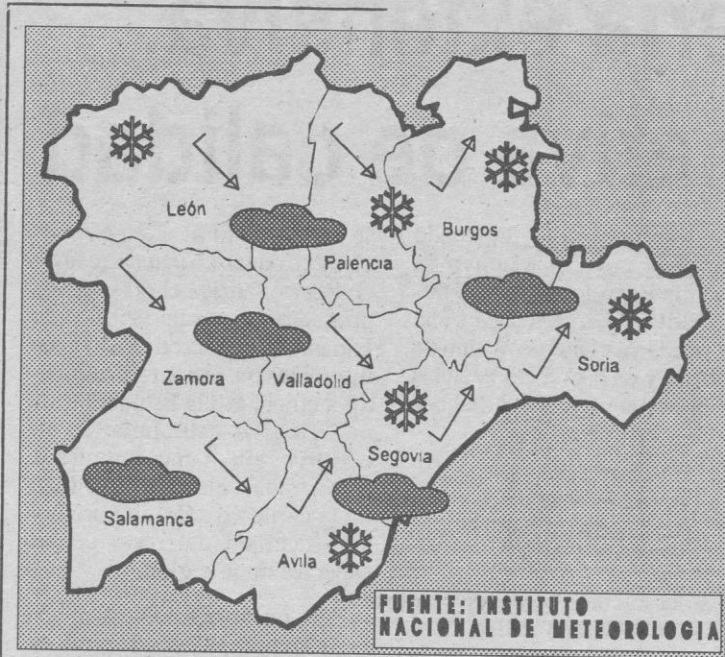 León
Palencia
Burgos
Zamora
Valladolid
Soria
Segovia
Salamanca
Avila
FUENTE: INSTITUTO
NACIONAL DE METEOROLOGIA